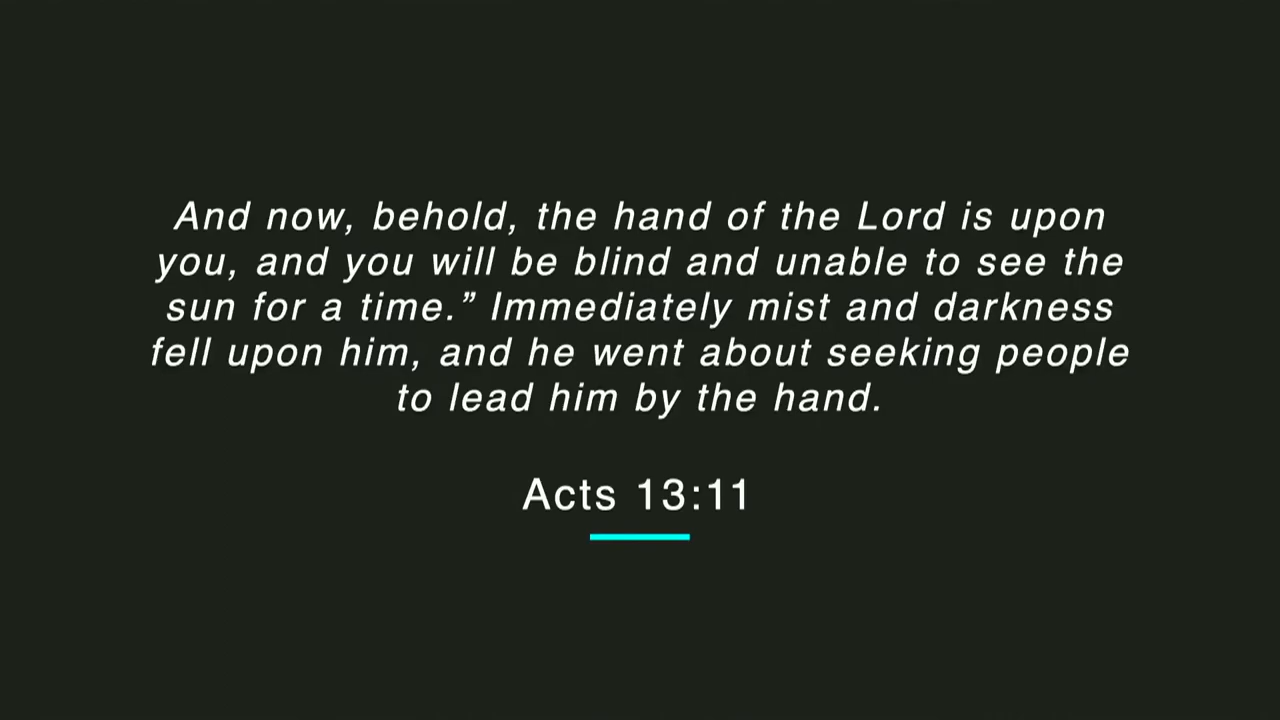 And now, behold, the hand of the Lord is upon
you, and you will be blind and unable to see the
sun for a time.” Immediately mist and darkness
fell upon him, and he went about seeking people
to lead him by the hand.
Acts 13:11